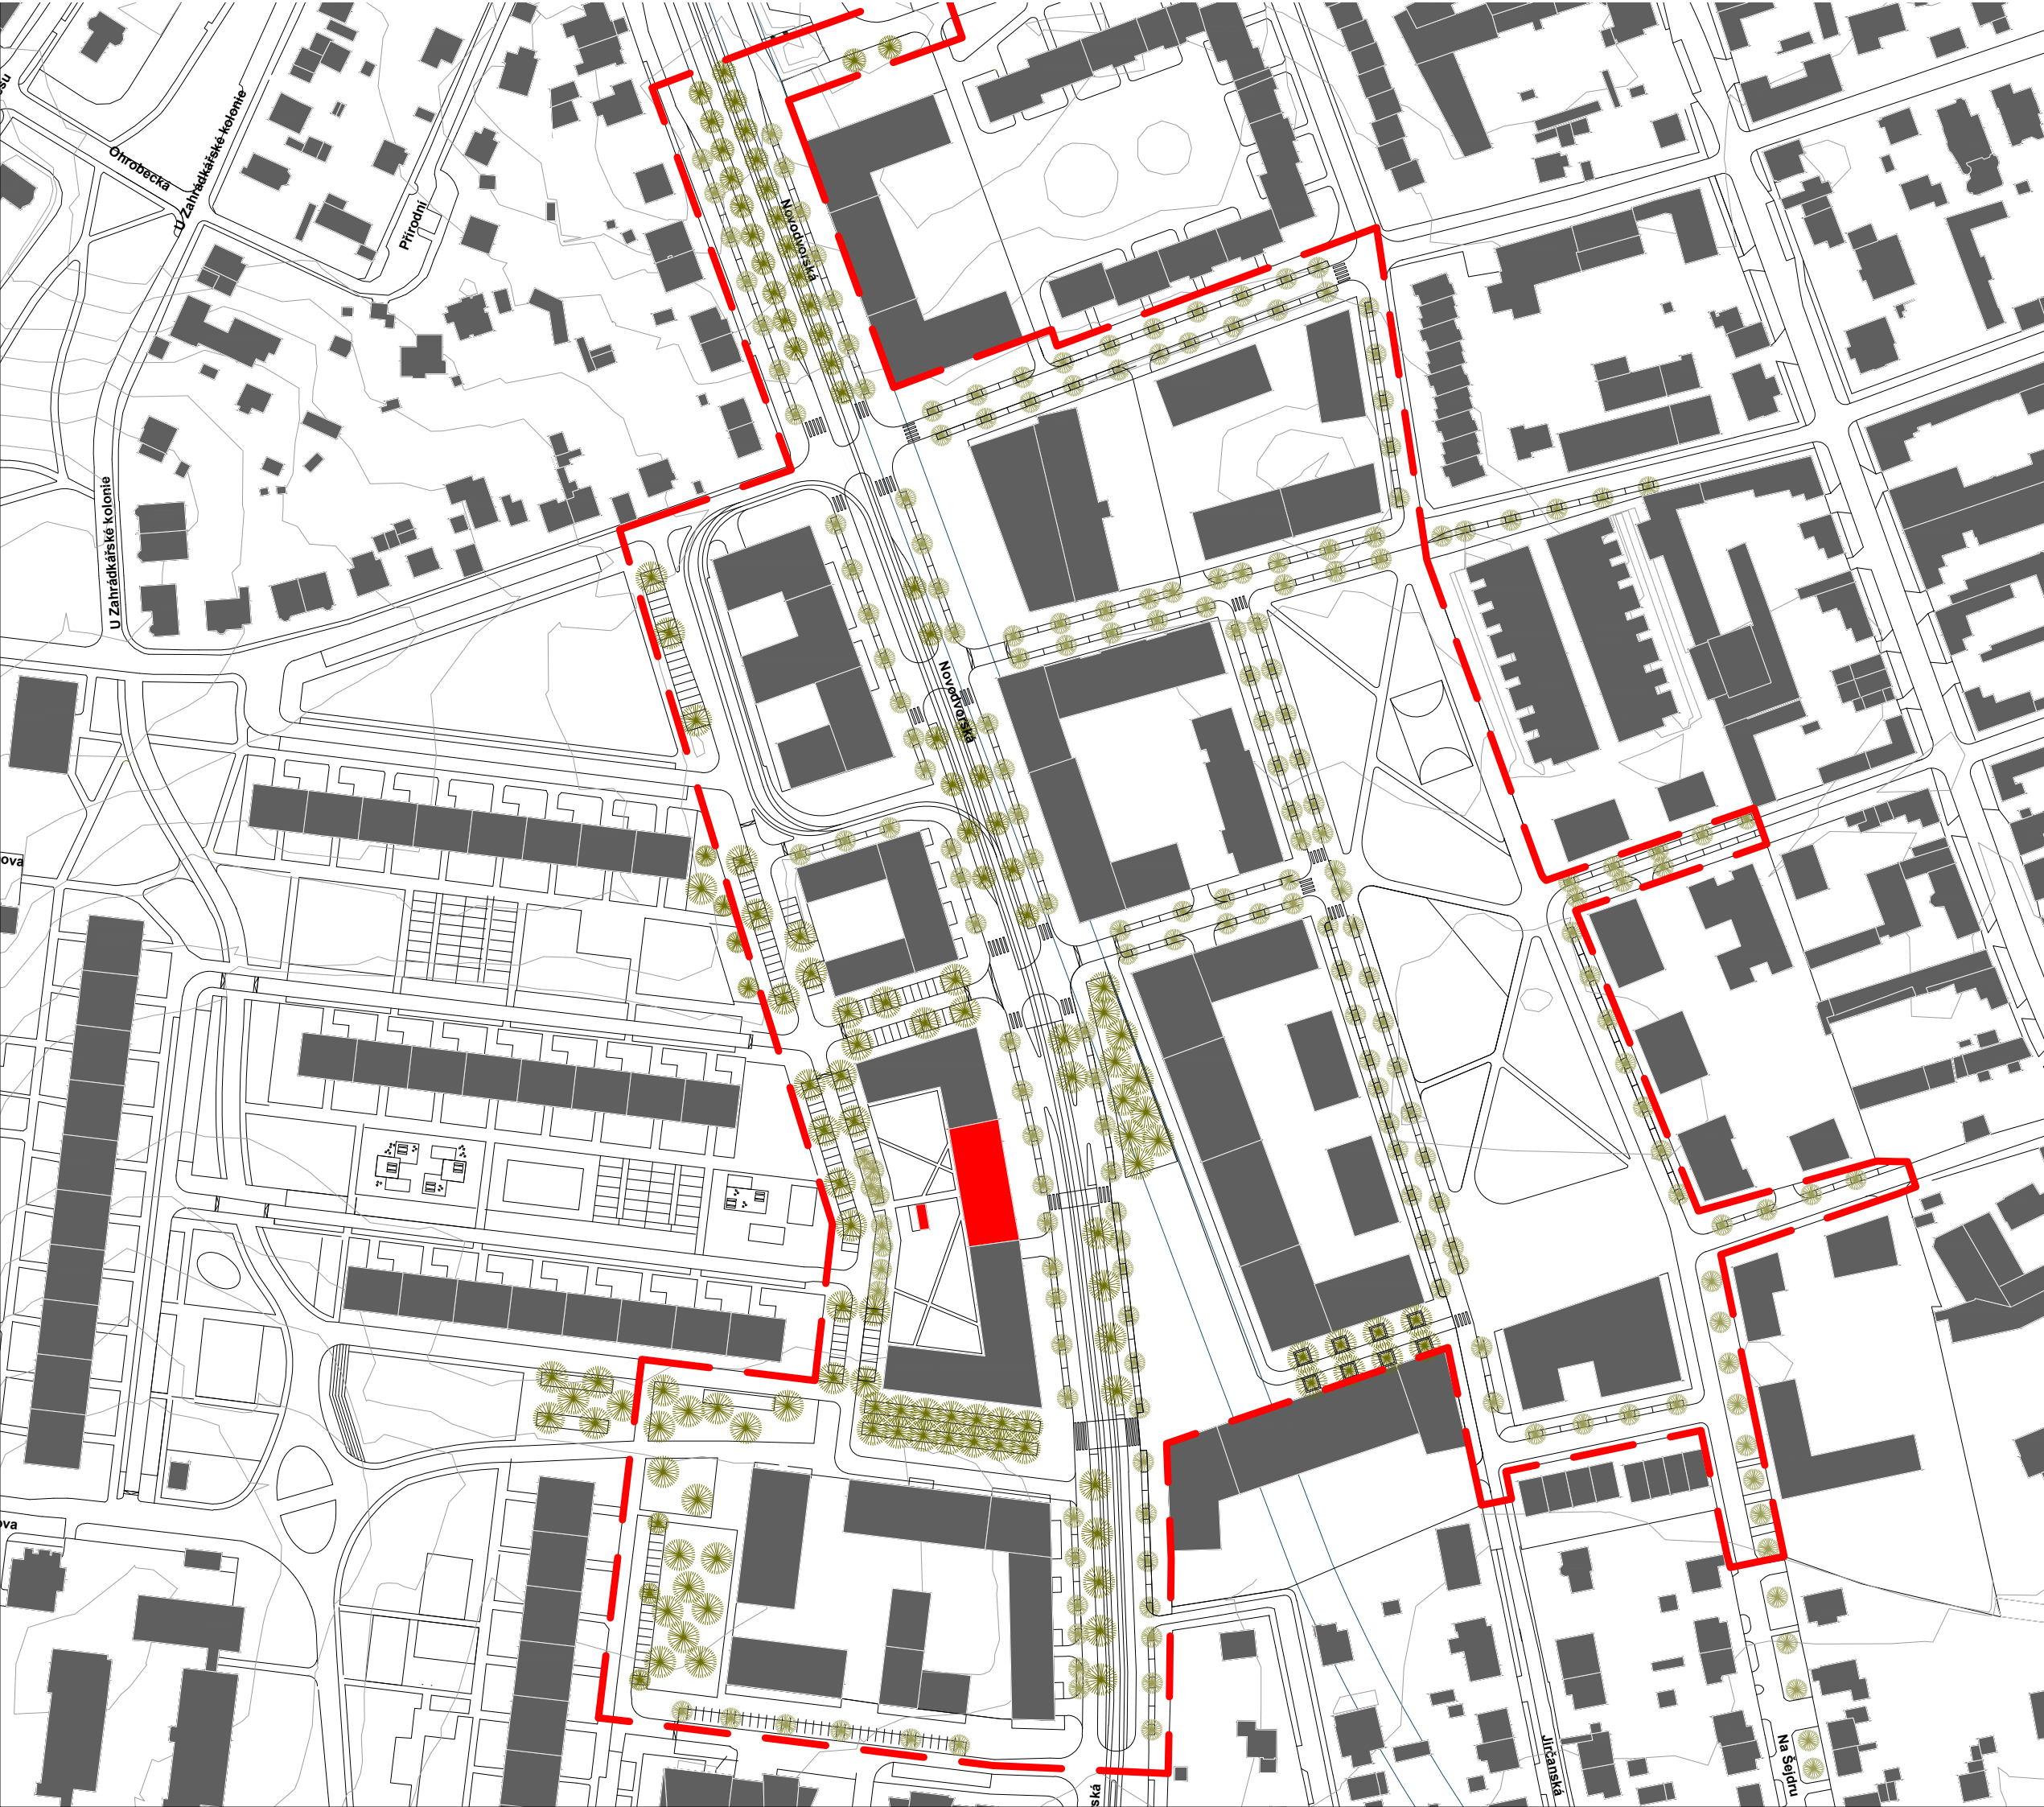 Ohrobecká
U Zahrádkářské kolonie
Přírodní
Novodvorská
U Zahrádkářské kolonie
Novodvorská
ova
ova
Jirčanská
Na Šejdru
ská